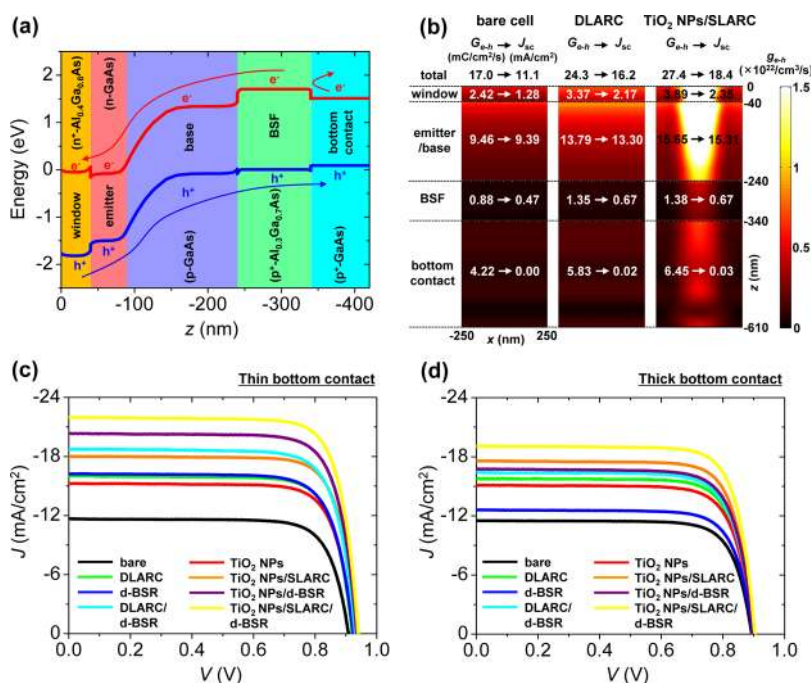 (a)
Energy (eV)
2
1
0
-1
-2
(n⁺-Al0.4Ga0.6As)
(n-GaAs)
e⁻
e⁻
e⁻
e⁻
e⁻
window
emitter
base
BSF
bottom
contact
h⁺
h⁺
h⁺
h⁺
h⁺
(p-GaAs)
(p⁺-Al0.3Ga0.7As)
(p⁺-GaAs)
0 -100 -200 -300 -400
z (nm)
(b)
bare cell DLARC TiO2 NPs/SLARC
Ge-h → Jsc Ge-h → Jsc Ge-h → Jsc
(mC/cm²/s) (mA/cm²)
ge-h
(×10²²/cm³/s)
total 17.0 → 11.1 24.3 → 16.2 27.4 → 18.4
window 2.42 → 1.28 3.37 → 2.17 3.89 → 2.38
emitter/
base
9.46 → 9.39 13.79 → 13.30 15.65 → 15.31
BSF 0.88 → 0.47 1.35 → 0.67 1.38 → 0.67
bottom
contact
4.22 → 0.00 5.83 → 0.02 6.45 → 0.03
0
-40
-240
-340
-610
z (nm)
1.5
1
0.5
0
-250 x (nm) 250
(c)
Thin bottom contact
J (mA/cm²)
-24
-18
-12
-6
0
bare
DLARC
d-BSR
DLARC/
d-BSR
TiO2 NPs
TiO2 NPs/SLARC
TiO2 NPs/d-BSR
TiO2 NPs/SLARC/
d-BSR
0.0 0.2 0.4 0.6 0.8 1.0
V (V)
(d)
Thick bottom contact
J (mA/cm²)
-24
-18
-12
-6
0
bare
DLARC
d-BSR
DLARC/
d-BSR
TiO2 NPs
TiO2 NPs/SLARC
TiO2 NPs/d-BSR
TiO2 NPs/SLARC/
d-BSR
0.0 0.2 0.4 0.6 0.8 1.0
V (V)